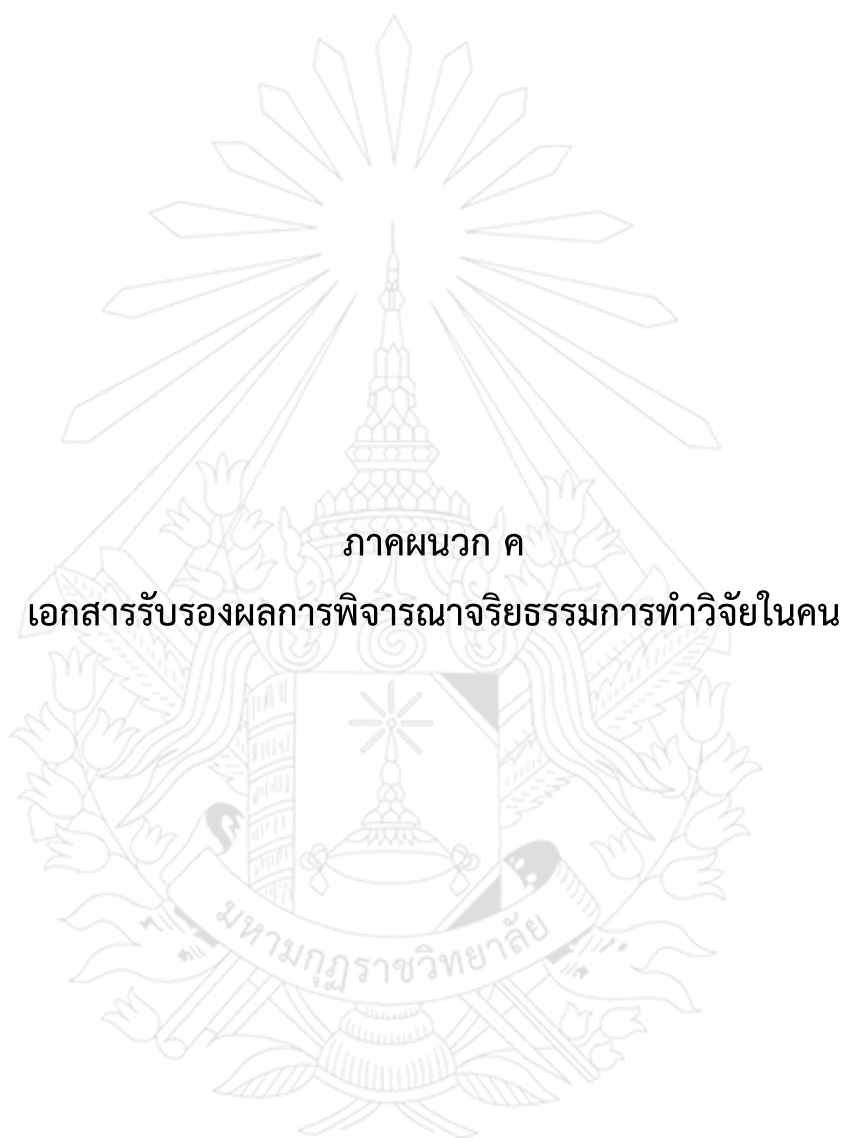 ภาคผนวก ค
เอกสารรับรองผลการพิจารณาจริยธรรมการทำวิจัยในคน
มหามกุฏราชวิทยาลัย